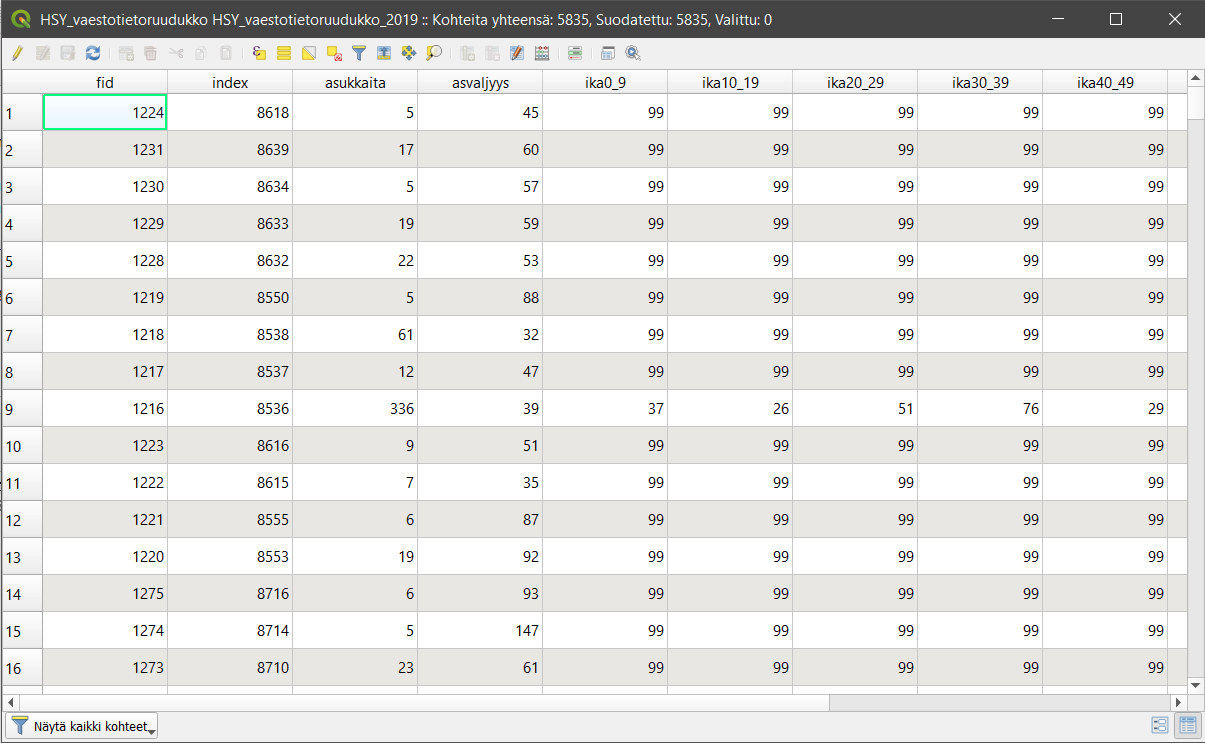 HSY_vaestotietoruudukko HSY_vaestotietoruudukko_2019 :: Kohteita yhteensä: 5835, Suodatettu: 5835, Valittu: 0
fid index asukkaita asvaljyys ika0_9 ika10_19 ika20_29 ika30_39 ika40_49
1 1224 8618 5 45 99 99 99 99 99
2 1231 8639 17 60 99 99 99 99 99
3 1230 8634 5 57 99 99 99 99 99
4 1229 8633 19 59 99 99 99 99 99
5 1228 8632 22 53 99 99 99 99 99
6 1219 8550 5 88 99 99 99 99 99
7 1218 8538 61 32 99 99 99 99 99
8 1217 8537 12 47 99 99 99 99 99
9 1216 8536 336 39 37 26 51 76 29
10 1223 8616 9 51 99 99 99 99 99
11 1222 8615 7 35 99 99 99 99 99
12 1221 8555 6 87 99 99 99 99 99
13 1220 8553 19 92 99 99 99 99 99
14 1275 8716 6 93 99 99 99 99 99
15 1274 8714 5 147 99 99 99 99 99
16 1273 8710 23 61 99 99 99 99 99
Näytä kaikki kohteet